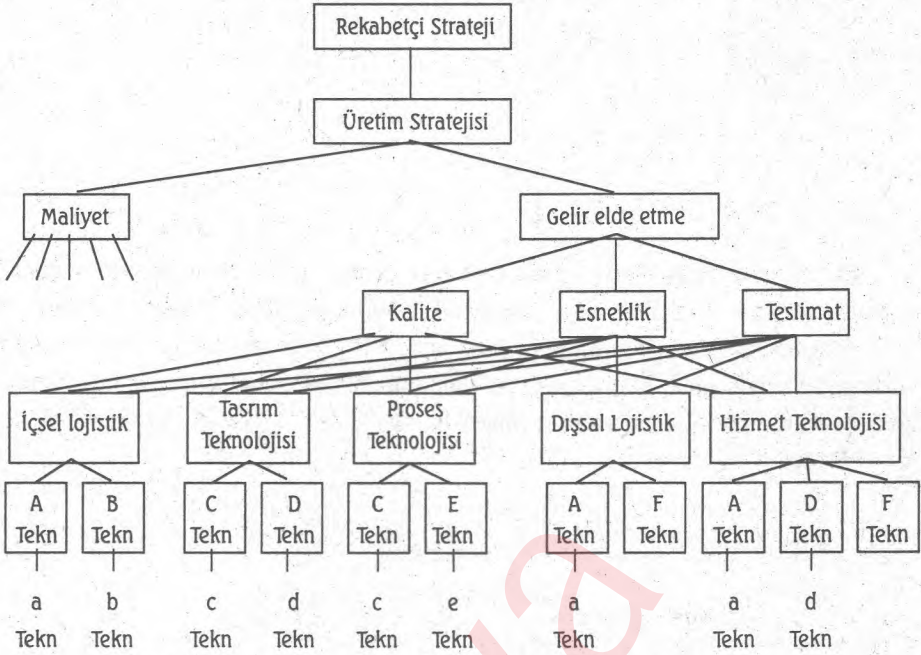 Rekabetçi Strateji
Üretim Stratejisi
Maliyet
Gelir elde etme
Kalite
Esneklik
Teslimat
İçsel lojistik
Tasrım
Teknolojisi
Proses
Teknolojisi
Dışsal Lojistik
Hizmet Teknolojisi
A
Tekn
B
Tekn
C
Tekn
D
Tekn
C
Tekn
E
Tekn
A
Tekn
F
Tekn
A
Tekn
D
Tekn
F
Tekn
a
Tekn
b
Tekn
c
Tekn
d
Tekn
c
Tekn
e
Tekn
a
Tekn
a
Tekn
d
Tekn